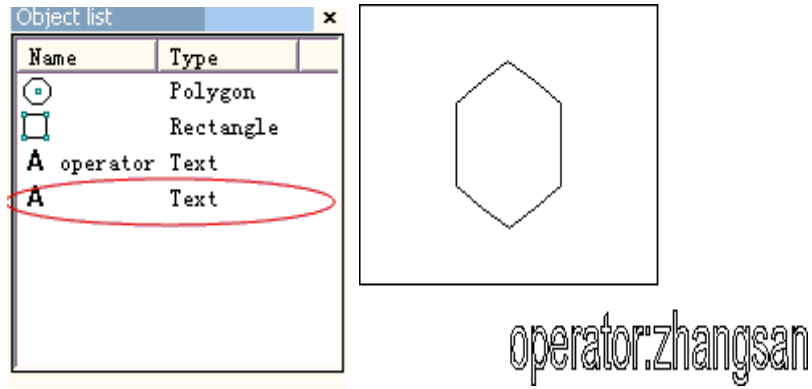 Object list
Name Type
Polygon
Rectangle
A operator Text
A Text
operator:zhangsan